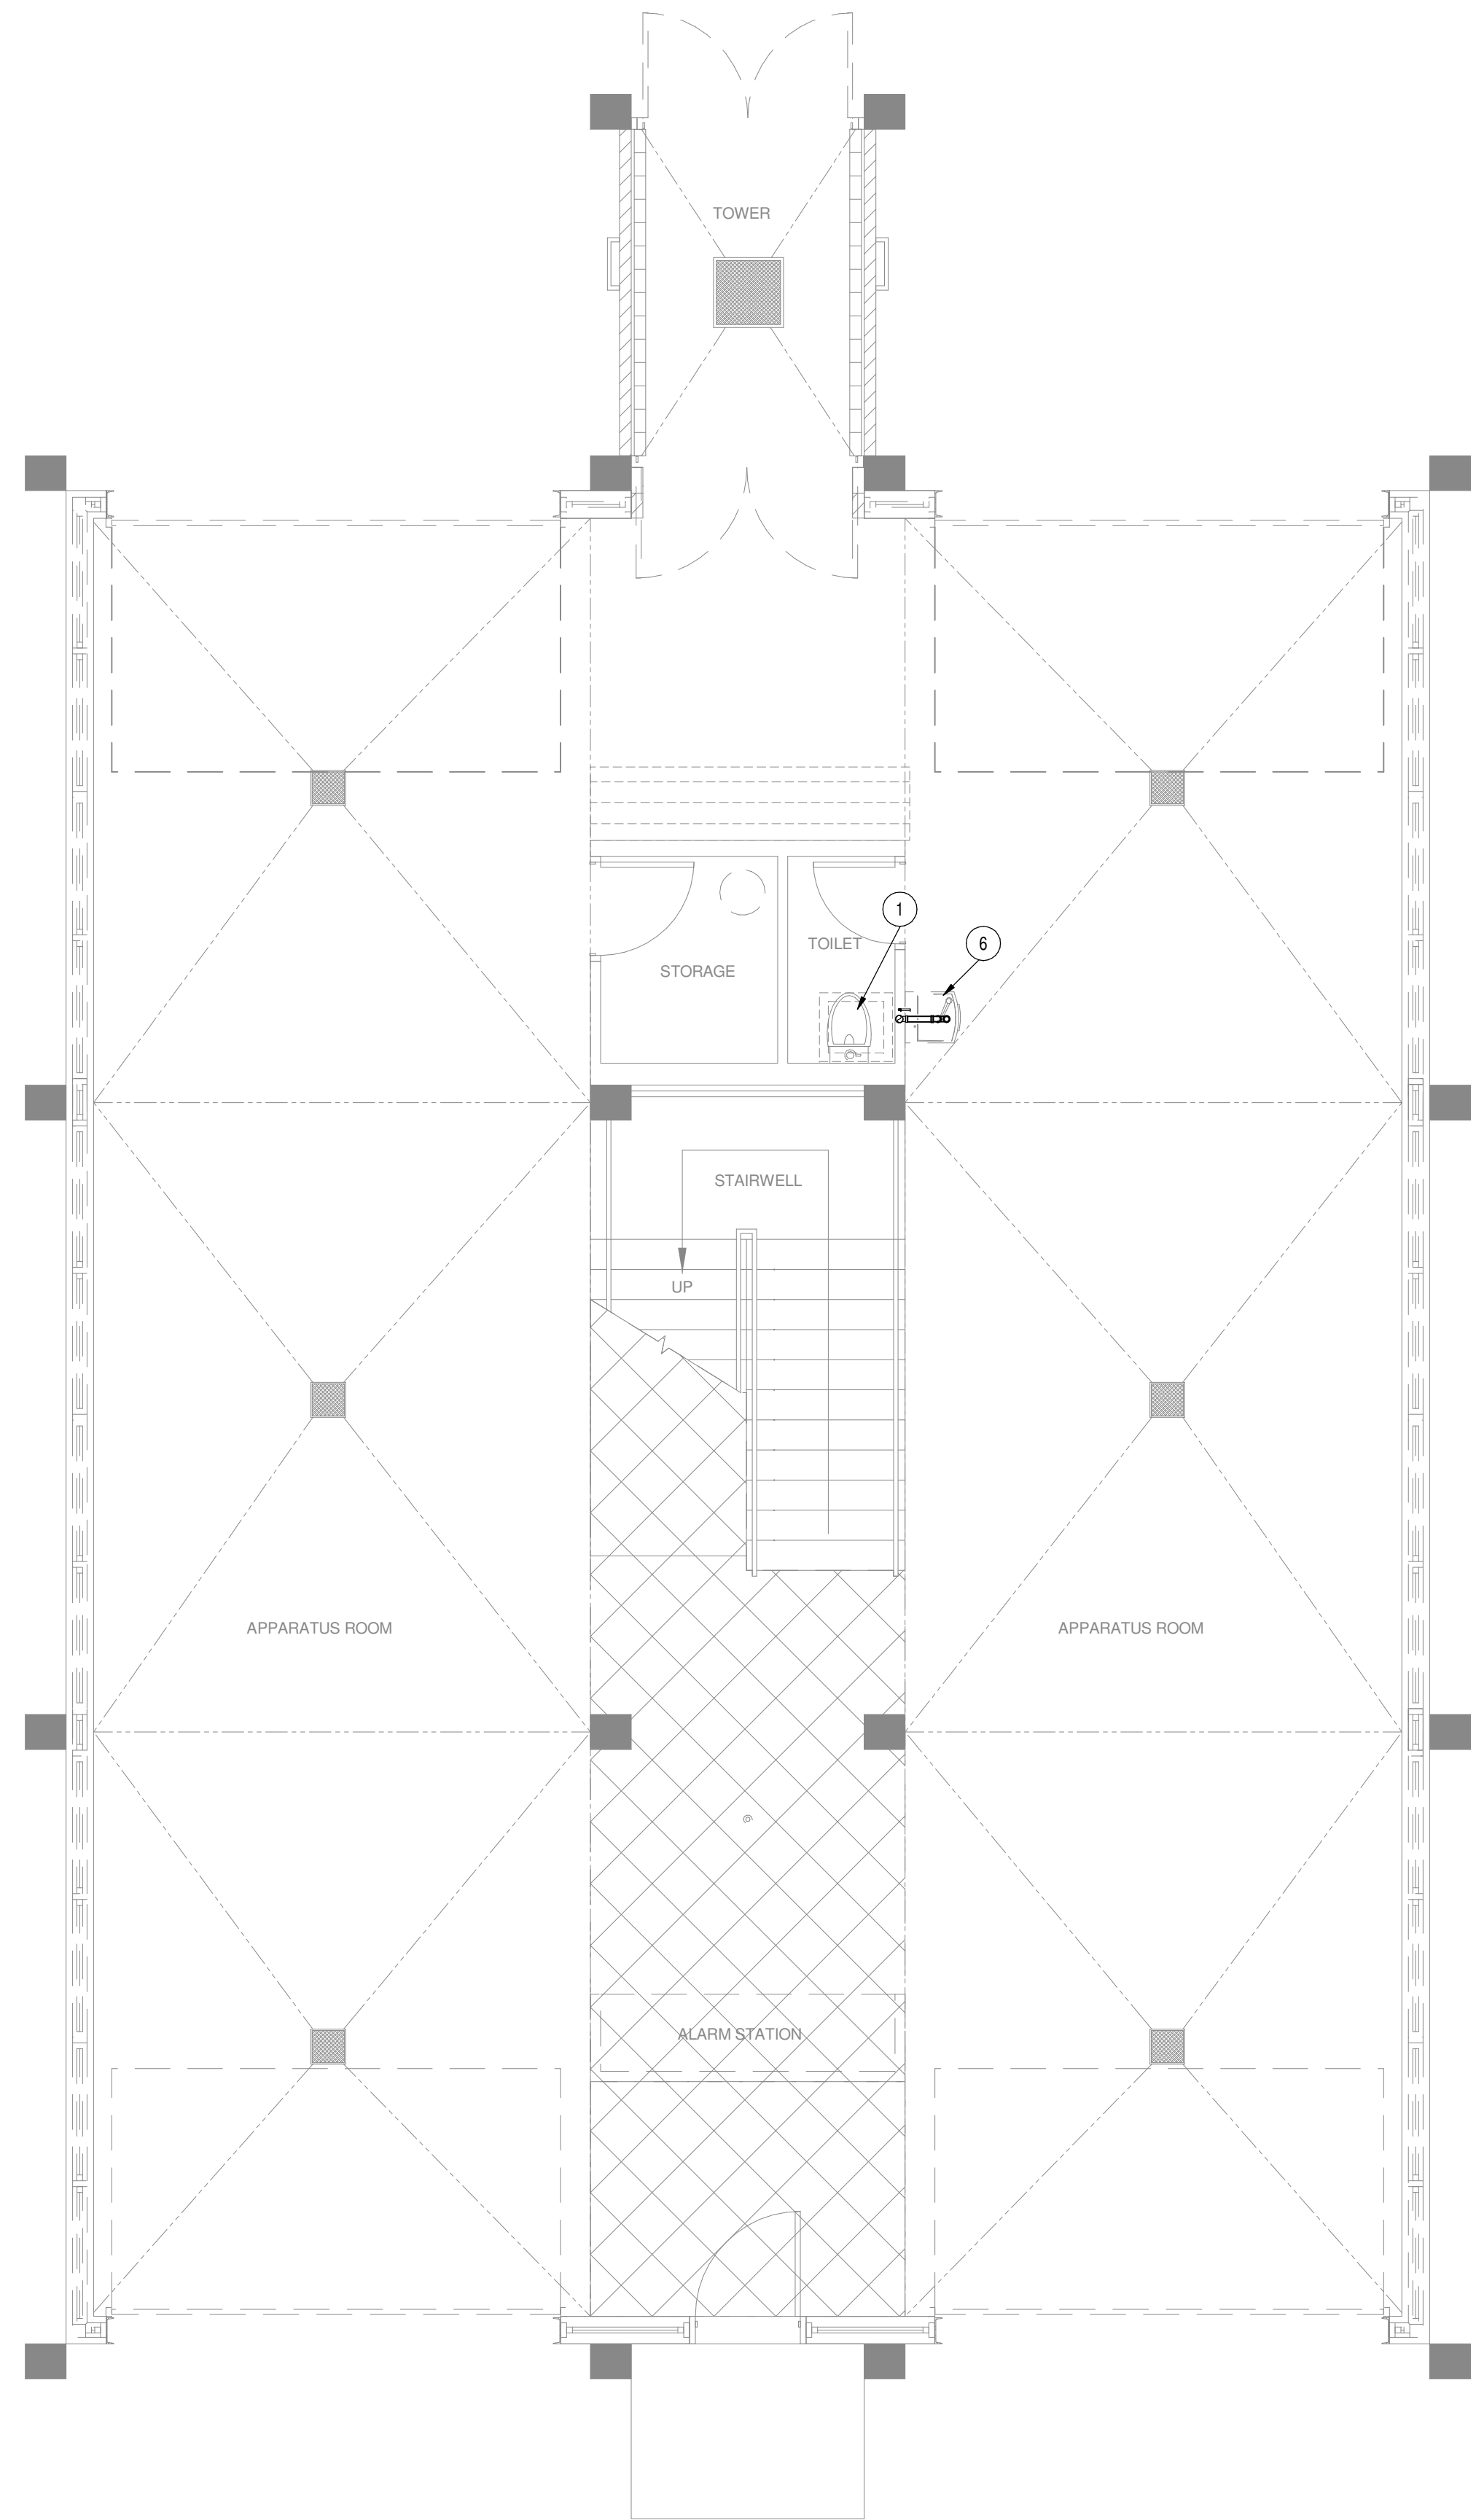 TOWER
1
TOILET
6
STORAGE
STAIRWELL
UP
APPARATUS ROOM
APPARATUS ROOM
ALARM STATION